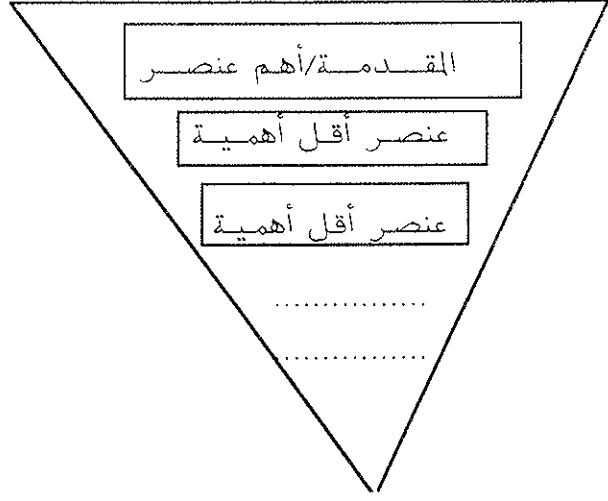 المقدمة/أهم عنصر
عنصر أقل أهمية
عنصر أقل أهمية
................
................